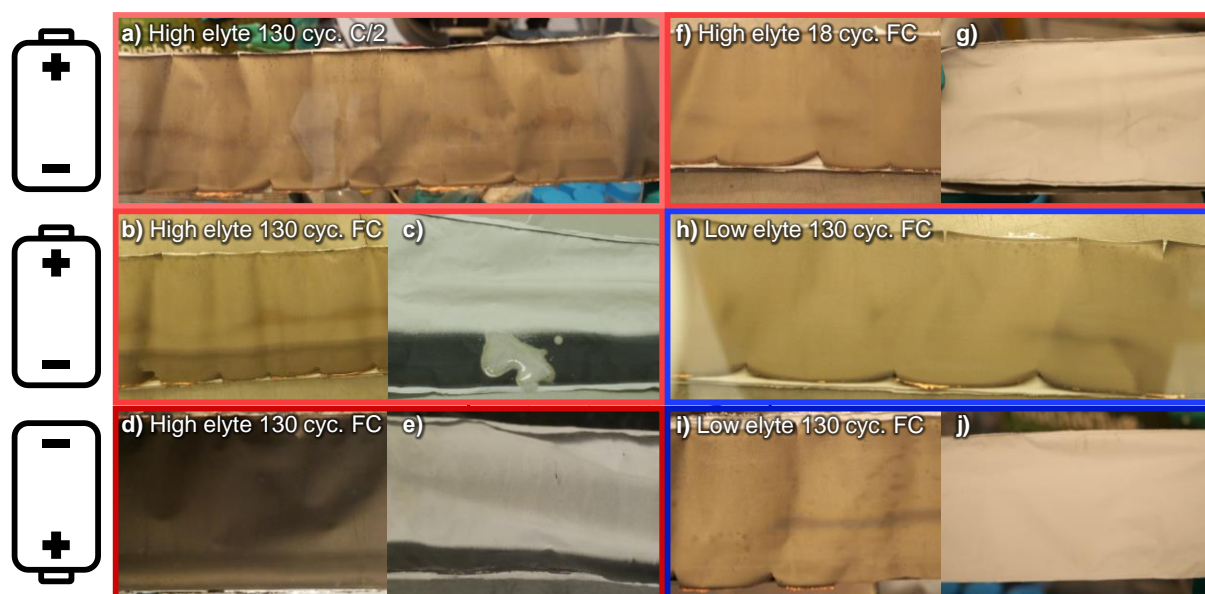 a) High elyte 130 cyc. C/2
f) High elyte 18 cyc. FC
g)
b) High elyte 130 cyc. FC
c)
h) Low elyte 130 cyc. FC
d) High elyte 130 cyc. FC
e)
i) Low elyte 130 cyc. FC
j)